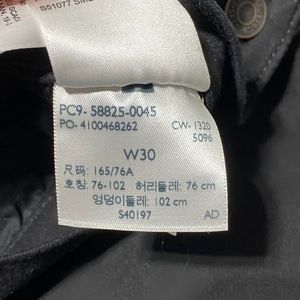 S51077
PC9- 58825-0045
PO- 4100468262 CW- 1320
5096
W30
尺码: 165/76A
호칭: 76-102 허리둘레: 76 cm
엉덩이둘레: 102 cm
S40197 AD